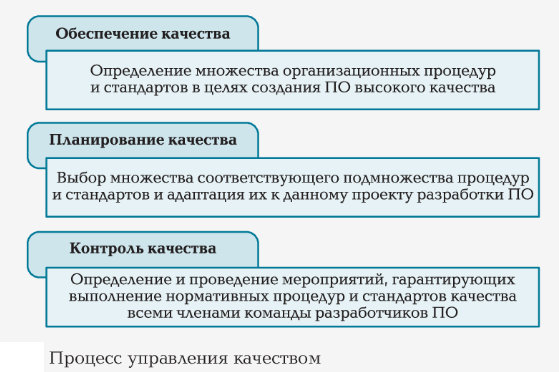 Обеспечение качества
Определение множества организационных процедур
и стандартов в целях создания ПО высокого качества
Планирование качества
Выбор множества соответствующего подмножества процедур
и стандартов и адаптация их к данному проекту разработки ПО
Контроль качества
Определение и проведение мероприятий, гарантирующих
выполнение нормативных процедур и стандартов качества
всеми членами команды разработчиков ПО
Процесс управления качеством